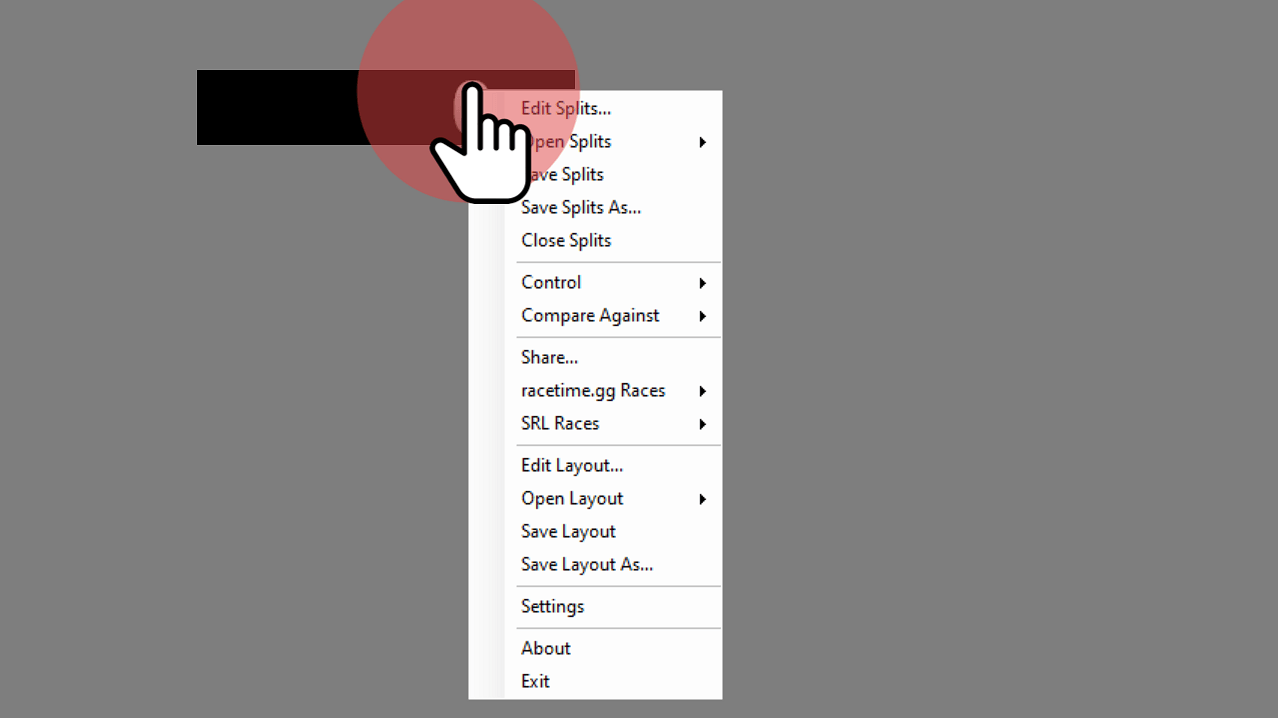 Edit Splits...
Open Splits
Save Splits
Save Splits As...
Close Splits
Control
Compare Against
Share...
racetime.gg Races
SRL Races
Edit Layout...
Open Layout
Save Layout
Save Layout As...
Settings
About
Exit